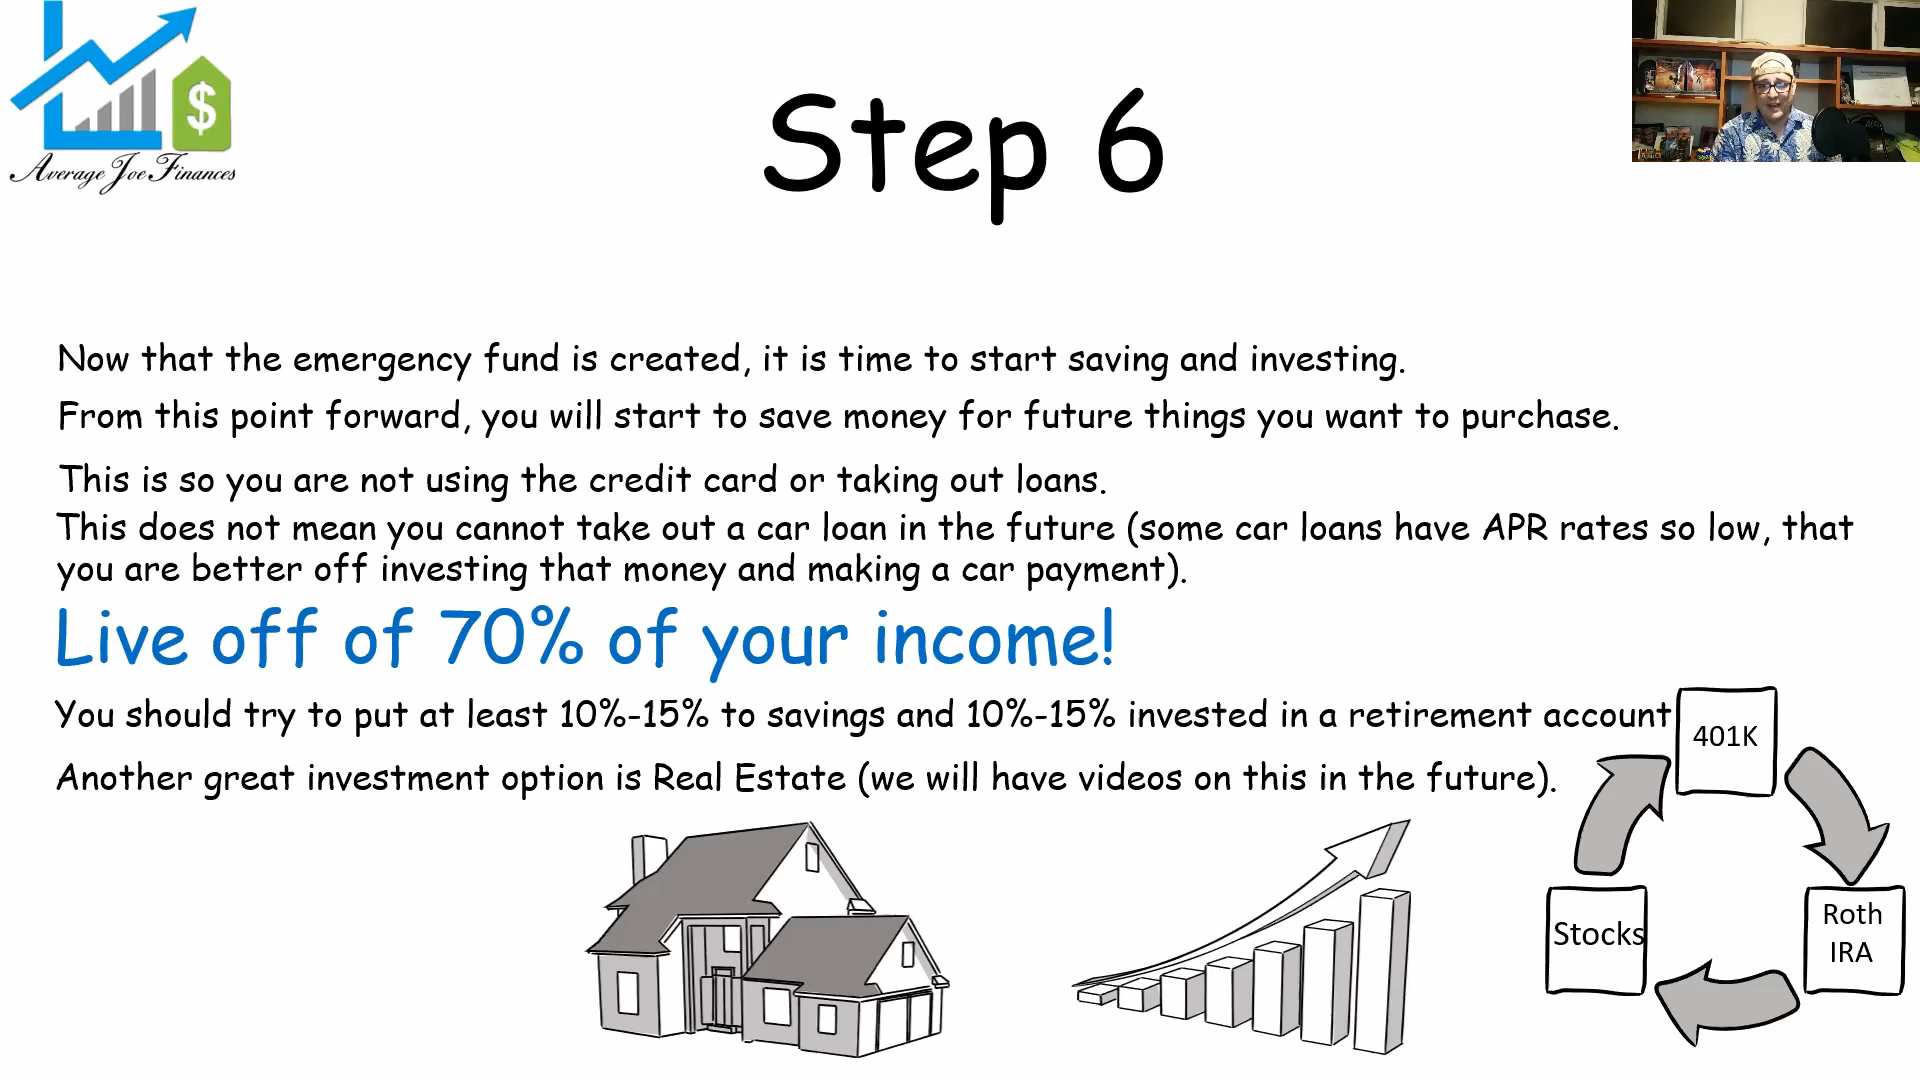 Average Joe Finances
$
Step 6
Now that the emergency fund is created, it is time to start saving and investing.
From this point forward, you will start to save money for future things you want to purchase.
This is so you are not using the credit card or taking out loans.
This does not mean you cannot take out a car loan in the future (some car loans have APR rates so low, that
you are better off investing that money and making a car payment).
Live off of 70% of your income!
You should try to put at least 10%-15% to savings and 10%-15% invested in a retirement account
Another great investment option is Real Estate (we will have videos on this in the future).
401K
Roth
IRA
Stocks